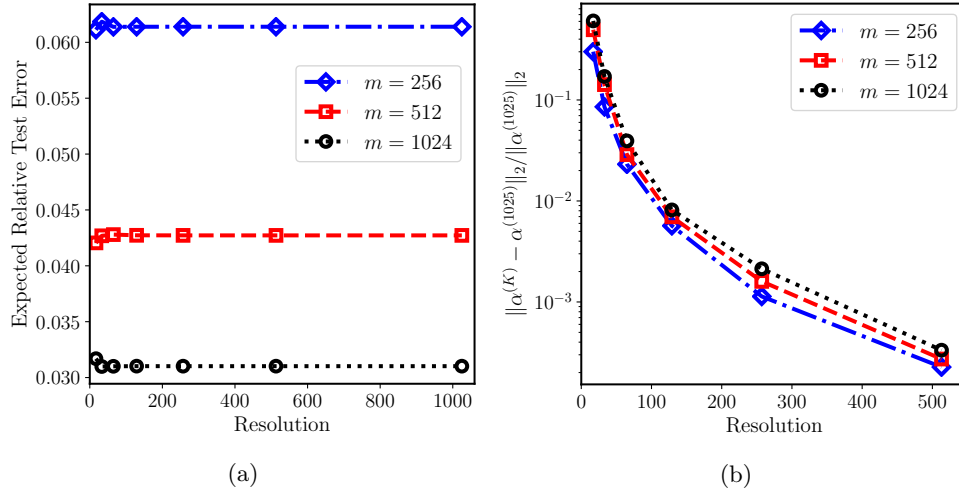 Expected Relative Test Error
0.060
0.055
0.050
0.045
0.040
0.035
0.030
m = 256
m = 512
m = 1024
0 200 400 600 800 1000
Resolution
(a)
||α^(K) − α^(1025)||_2/||α^(1025)||_2
10^−1
10^−2
10^−3
m = 256
m = 512
m = 1024
0 100 200 300 400 500
Resolution
(b)